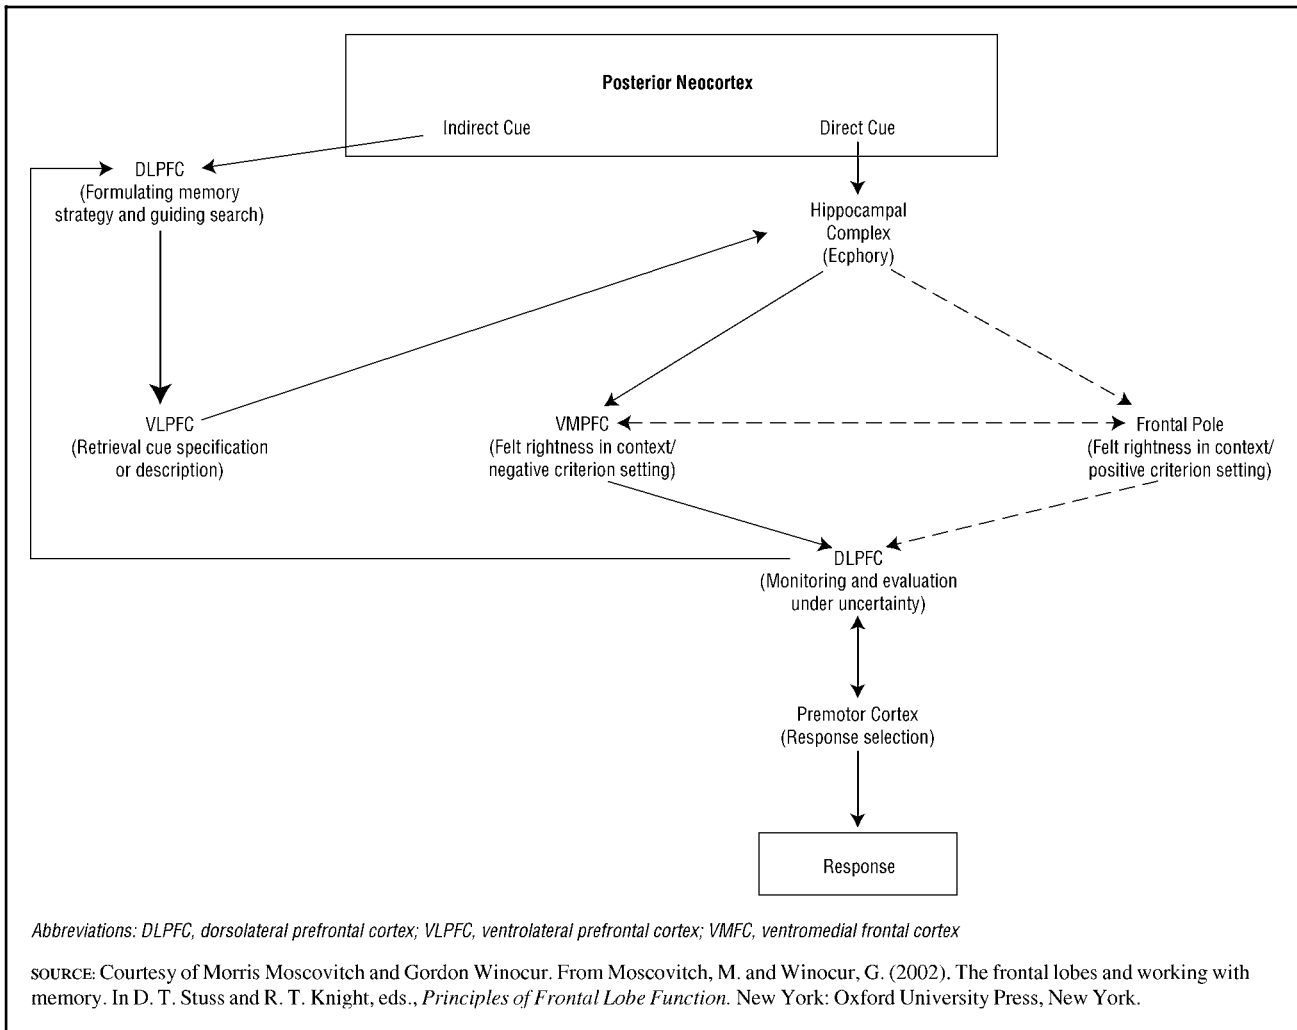 Posterior Neocortex
Indirect Cue
Direct Cue
DLPFC
(Formulating memory
strategy and guiding search)
Hippocampal
Complex
(Ecphory)
VLPFC
(Retrieval cue specification
or description)
VMPFC
(Felt rightness in context/
negative criterion setting)
Frontal Pole
(Felt rightness in context/
positive criterion setting)
DLPFC
(Monitoring and evaluation
under uncertainty)
Premotor Cortex
(Response selection)
Response
Abbreviations: DLPFC, dorsolateral prefrontal cortex; VLPFC, ventrolateral prefrontal cortex; VMFC, ventromedial frontal cortex
SOURCE: Courtesy of Morris Moscovitch and Gordon Winocur. From Moscovitch, M. and Winocur, G. (2002). The frontal lobes and working with
memory. In D. T. Stuss and R. T. Knight, eds., Principles of Frontal Lobe Function. New York: Oxford University Press, New York.